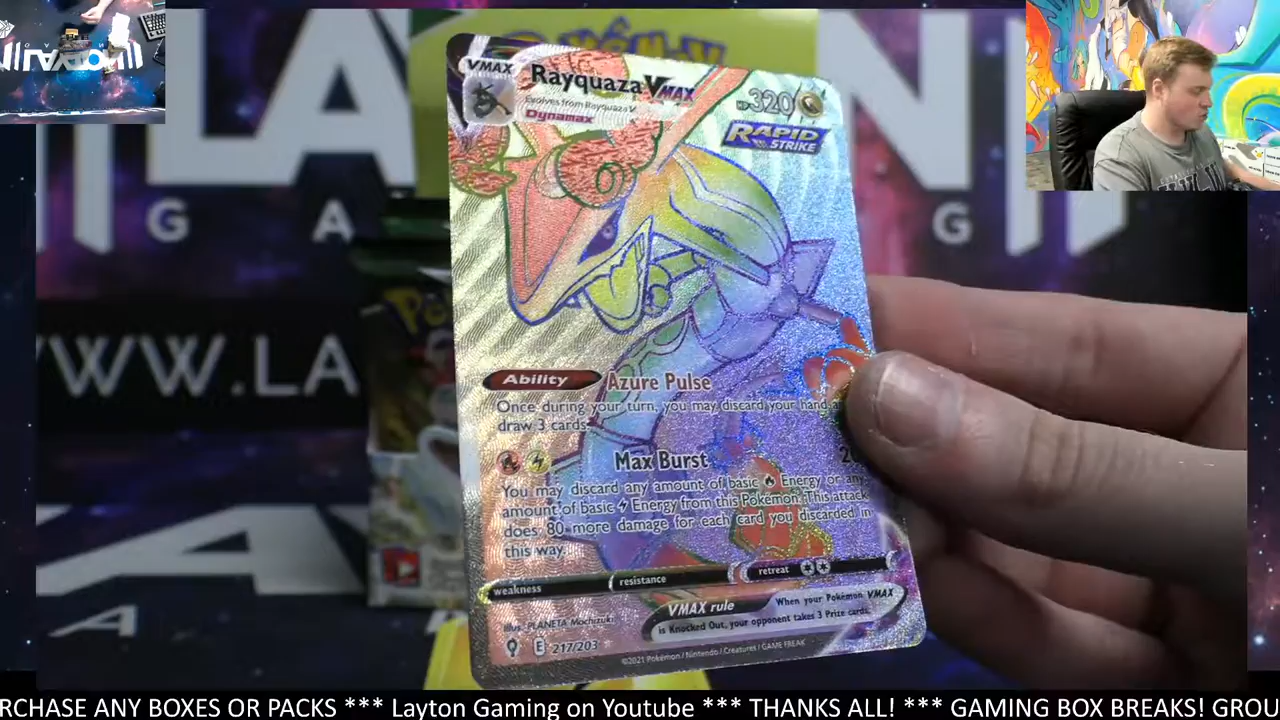 VMAX
Rayquaza VMAX
Evolves from Rayquaza V
Dynamax
HP 320
RAPID STRIKE
G A
G
WWW.LA
Ability Azure Pulse
Once during your turn, you may discard your hand
draw 3 cards.
Max Burst
You may discard any amount of basic Energy or any
amount of basic Energy from this Pokémon. This attack
does 80 more damage for each card you discarded in
this way.
weakness resistance retreat
VMAX rule When your Pokémon VMAX
is Knocked Out, your opponent takes 3 Prize cards.
Illus. PLANETA Mochizuki
E 217/203
©2021 Pokémon / Nintendo / Creatures / GAME FREAK
A
RCHASE ANY BOXES OR PACKS *** Layton Gaming on Youtube *** THANKS ALL! *** GAMING BOX BREAKS! GROU